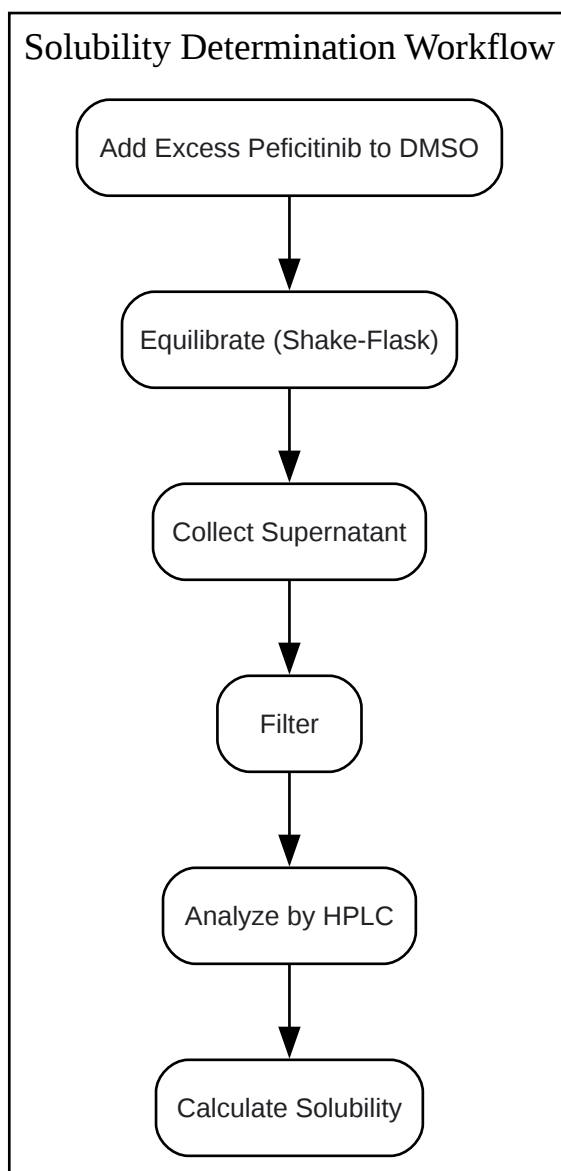 Solubility Determination Workflow
Add Excess Peficitinib to DMSO
Equilibrate (Shake-Flask)
Collect Supernatant
Filter
Analyze by HPLC
Calculate Solubility